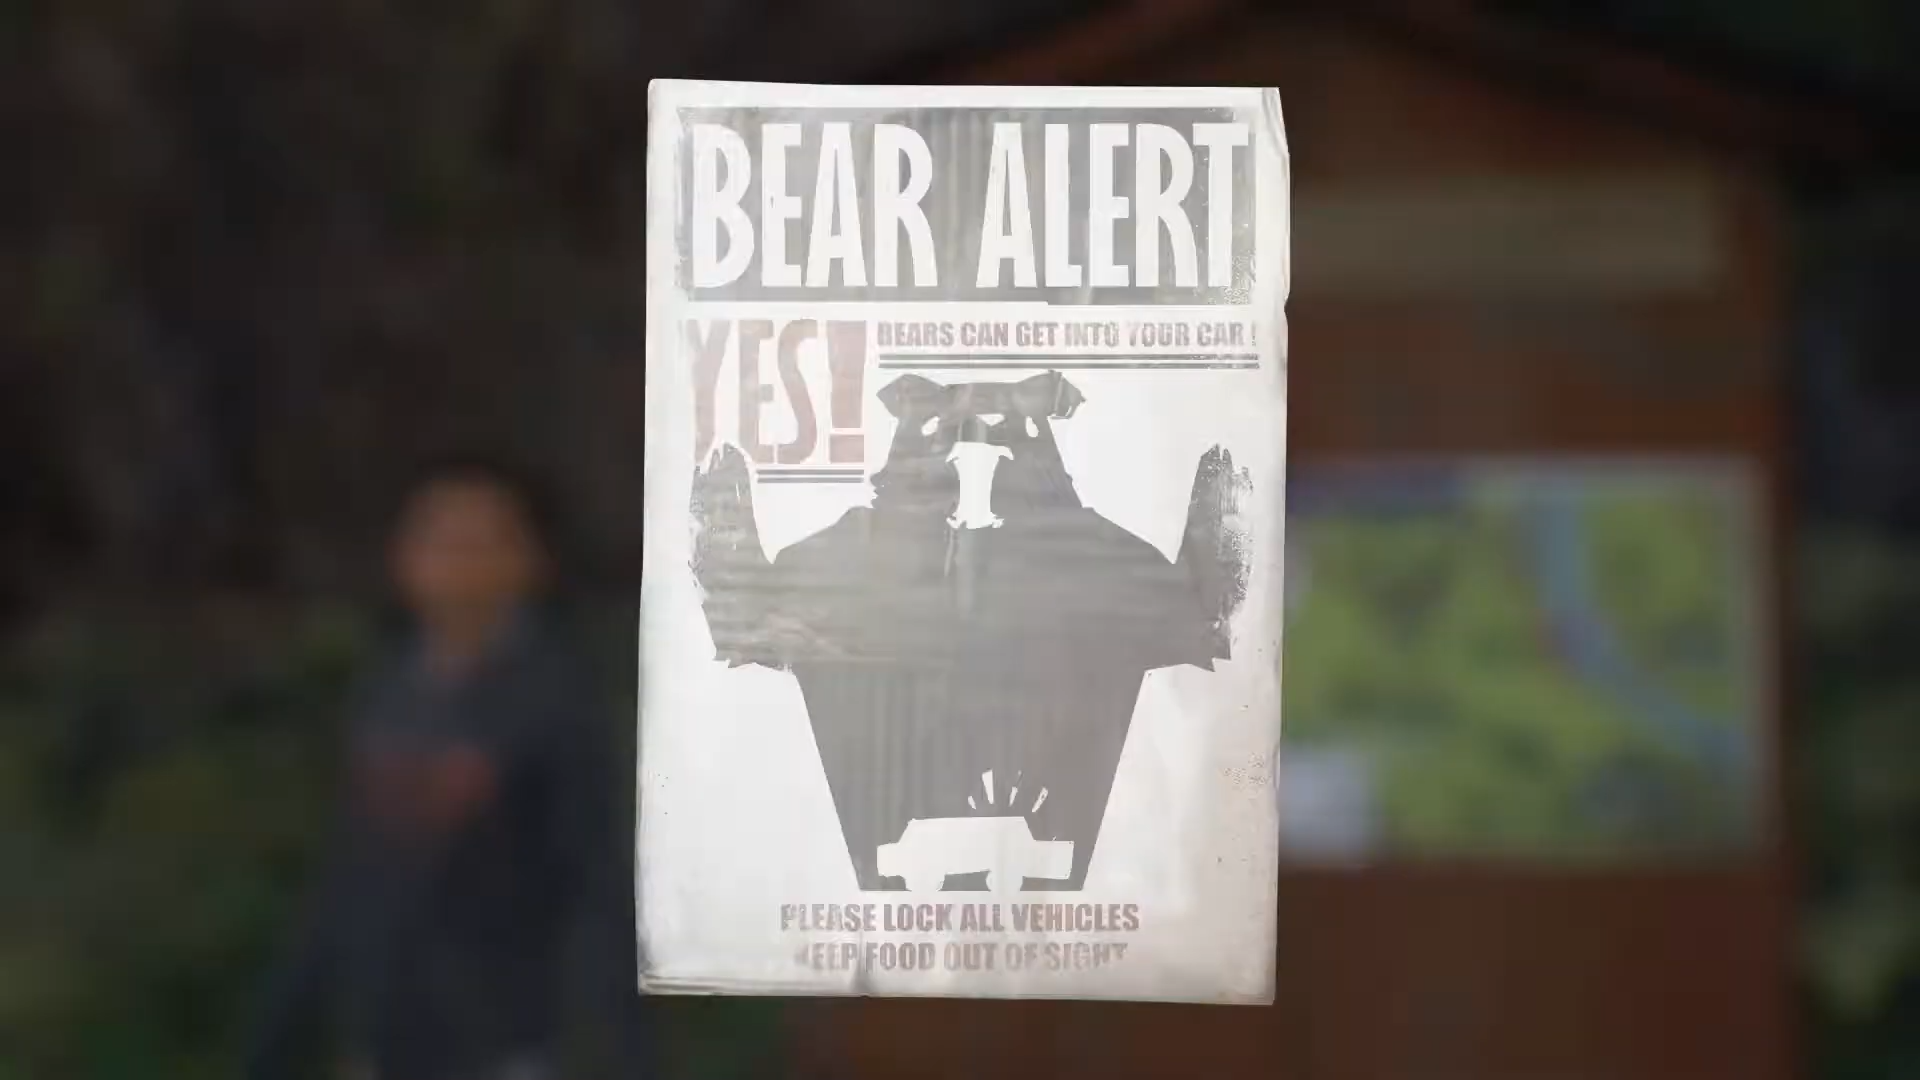 BEAR ALERT
YES!
BEARS CAN GET INTO YOUR CAR!
PLEASE LOCK ALL VEHICLES
KEEP FOOD OUT OF SIGHT